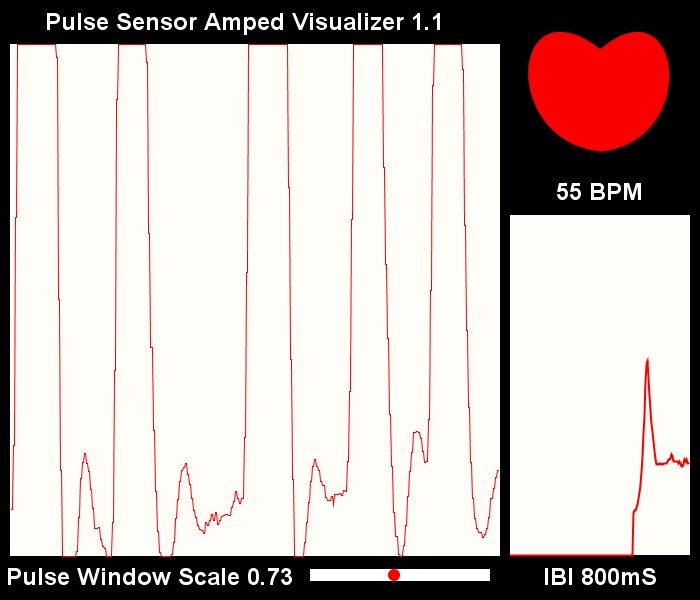 Pulse Sensor Amped Visualizer 1.1
55 BPM
Pulse Window Scale 0.73
IBI 800mS